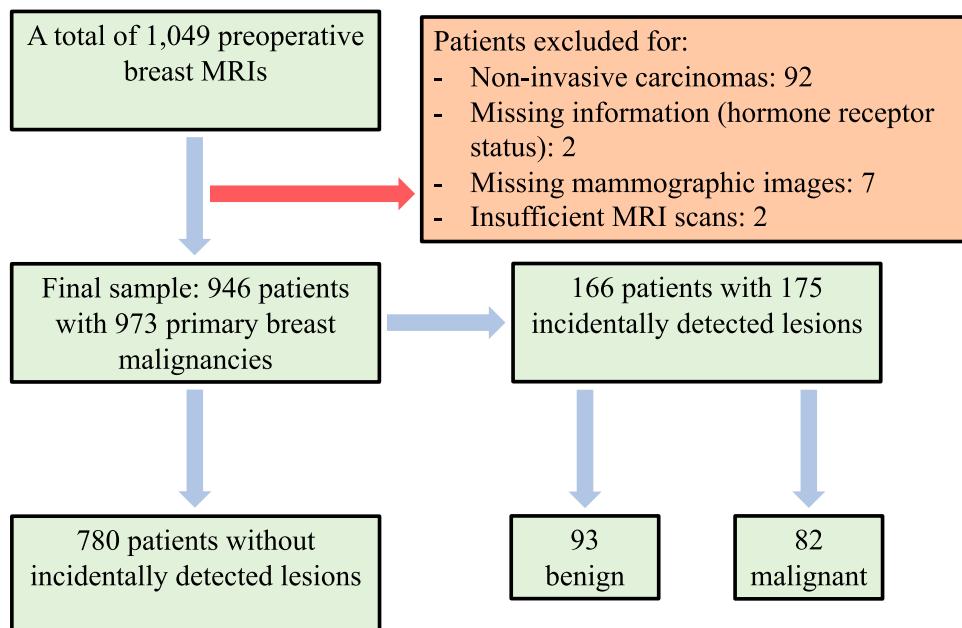 A total of 1,049 preoperative
breast MRIs
Patients excluded for:
- Non-invasive carcinomas: 92
- Missing information (hormone receptor
status): 2
- Missing mammographic images: 7
- Insufficient MRI scans: 2
Final sample: 946 patients
with 973 primary breast
malignancies
166 patients with 175
incidentally detected lesions
780 patients without
incidentally detected lesions
93
benign
82
malignant